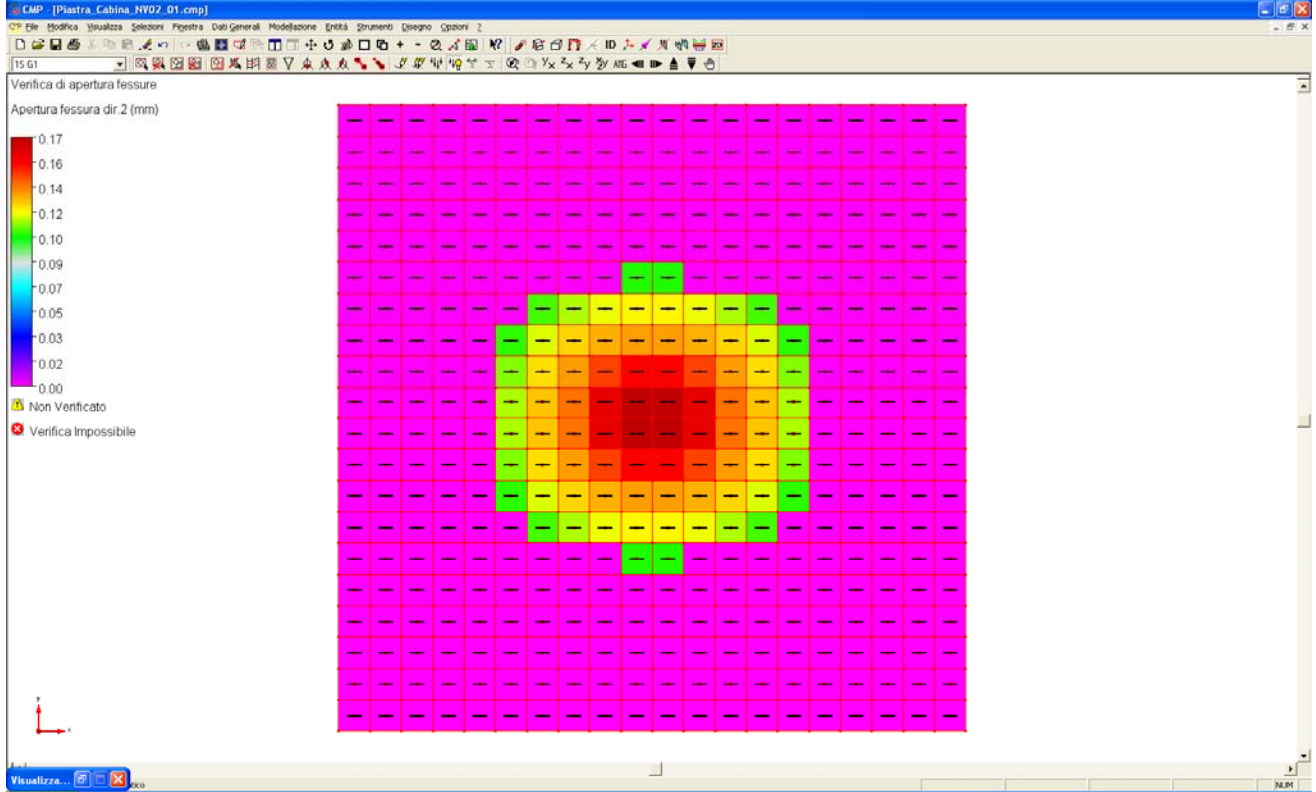 CMP - [Piastra_Cabina_NV02_01.cmp]
File Modifica Visualizza Selezioni Finestra Dati Generali Modellazione Entità Strumenti Disegno Opzioni ?
ID
1S G1
Verifica di apertura fessure
Apertura fessura dir.2 (mm)
0.17
0.16
0.14
0.12
0.10
0.09
0.07
0.05
0.03
0.02
0.00
Non Verificato
Verifica Impossibile
y
x
Visualizza...
NUM